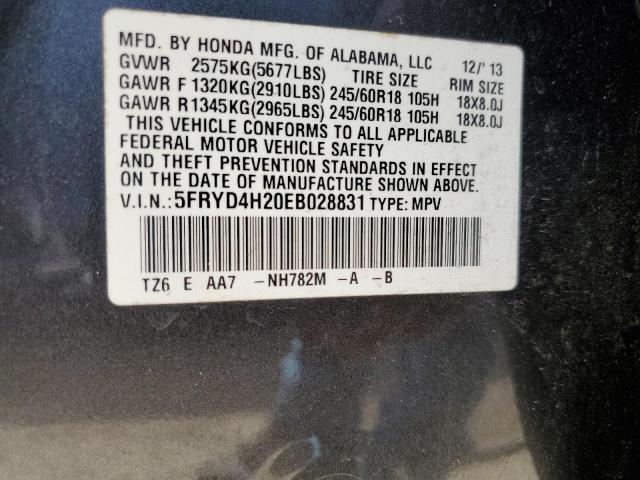 MFD. BY HONDA MFG. OF ALABAMA, LLC 12/'13
GVWR 2575KG(5677LBS) TIRE SIZE RIM SIZE
GAWR F 1320KG(2910LBS) 245/60R18 105H 18X8.0J
GAWR R1345KG(2965LBS) 245/60R18 105H 18X8.0J
THIS VEHICLE CONFORMS TO ALL APPLICABLE
FEDERAL MOTOR VEHICLE SAFETY
AND THEFT PREVENTION STANDARDS IN EFFECT
ON THE DATE OF MANUFACTURE SHOWN ABOVE.
V.I.N.: 5FRYD4H20EB028831 TYPE: MPV
TZ6 E AA7 -NH782M -A -B